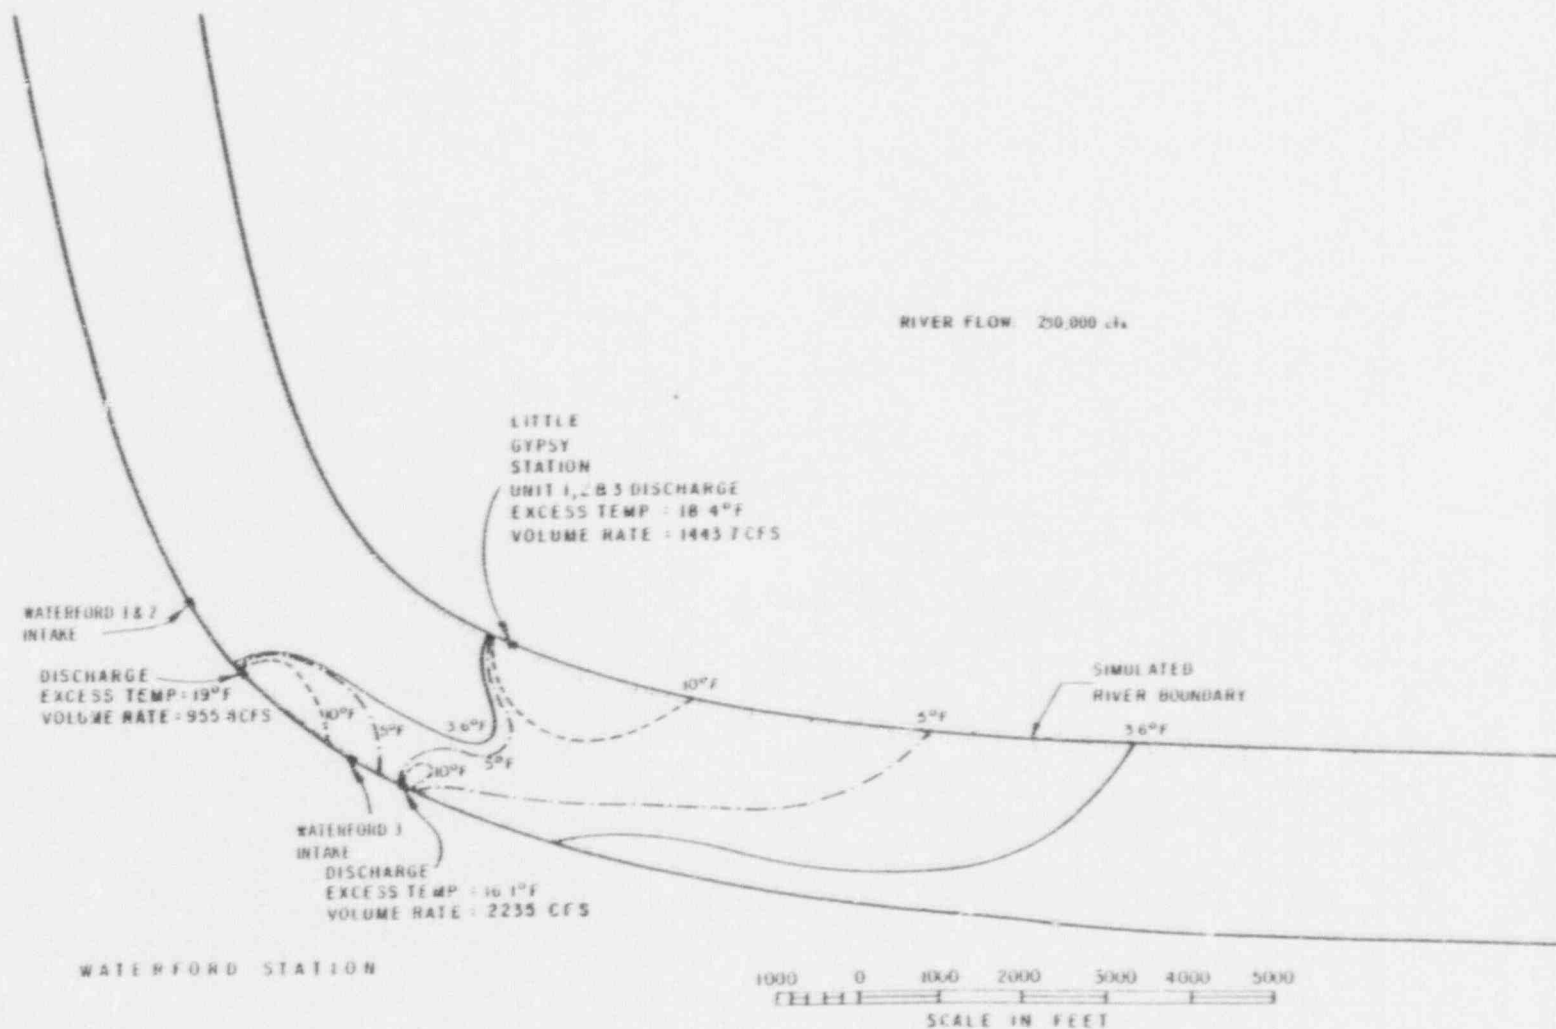 RIVER FLOW:
LITTLE
GYPSY
STATION
UNIT 1, 2 & 3 DISCHARGE
EXCESS TEMP = 18.4°F
VOLUME RATE = 1443.7 CFS
WATERFORD 1 & 2
INTAKE
DISCHARGE
EXCESS TEMP = 19°F
VOLUME RATE = 955.4 CFS
10°F
5°F
3.6°F
5°F
10°F
10°F
5°F
3.6°F
SIMULATED
RIVER BOUNDARY
WATERFORD 3
INTAKE
DISCHARGE
EXCESS TEMP = 16.1°F
VOLUME RATE = 2235 CFS
WATERFORD STATION
1000 0 1000 2000 3000 4000 5000
SCALE IN FEET